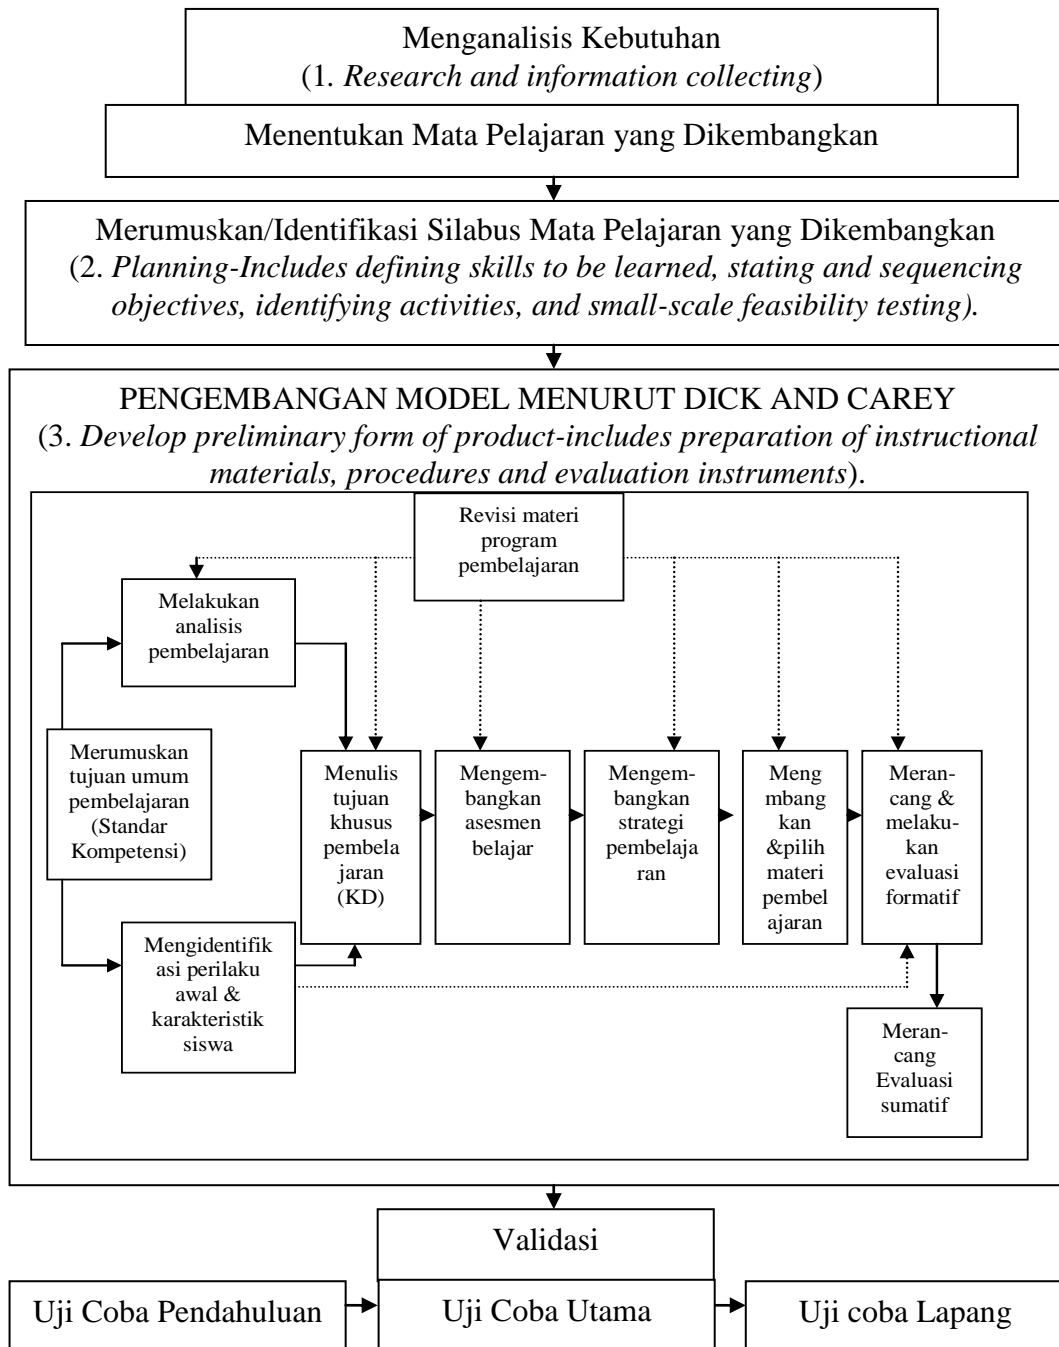 Menganalisis Kebutuhan
(1. Research and information collecting)
Menentukan Mata Pelajaran yang Dikembangkan
Merumuskan/Identifikasi Silabus Mata Pelajaran yang Dikembangkan
(2. Planning-Includes defining skills to be learned, stating and sequencing
objectives, identifying activities, and small-scale feasibility testing).
PENGEMBANGAN MODEL MENURUT DICK AND CAREY
(3. Develop preliminary form of product-includes preparation of instructional
materials, procedures and evaluation instruments).
Revisi materi
program
pembelajaran
Melakukan
analisis
pembelajaran
Merumuskan
tujuan umum
pembelajaran
(Standar
Kompetensi)
Mengidentifik
asi perilaku
awal &
karakteristik
siswa
Menulis
tujuan
khusus
pembela
jaran
(KD)
Mengem-
bangkan
asesmen
belajar
Mengem-
bangkan
strategi
pembelaja
ran
Meng
mbang
kan
&pilih
materi
pembel
ajaran
Meran-
cang &
melaku-
kan
evaluasi
formatif
Meran-
cang
Evaluasi
sumatif
Validasi
Uji Coba Pendahuluan
Uji Coba Utama
Uji coba Lapang